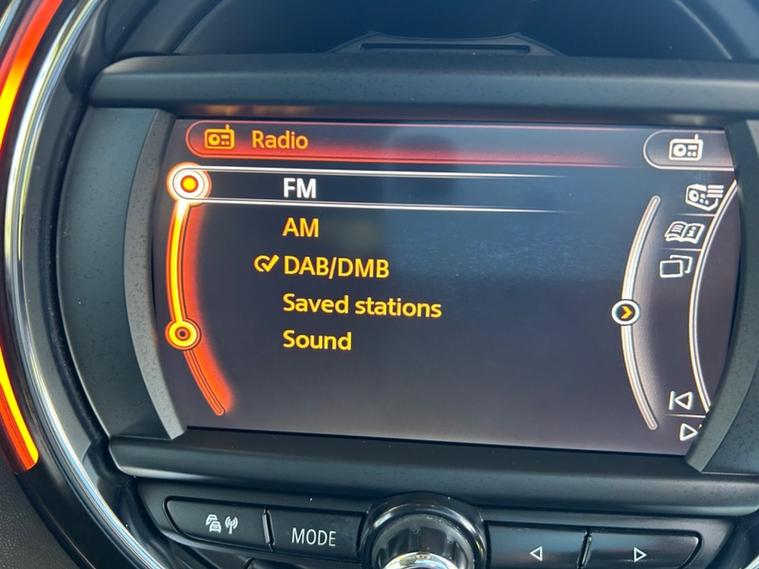 Radio
FM
AM
DAB/DMB
Saved stations
Sound
MODE